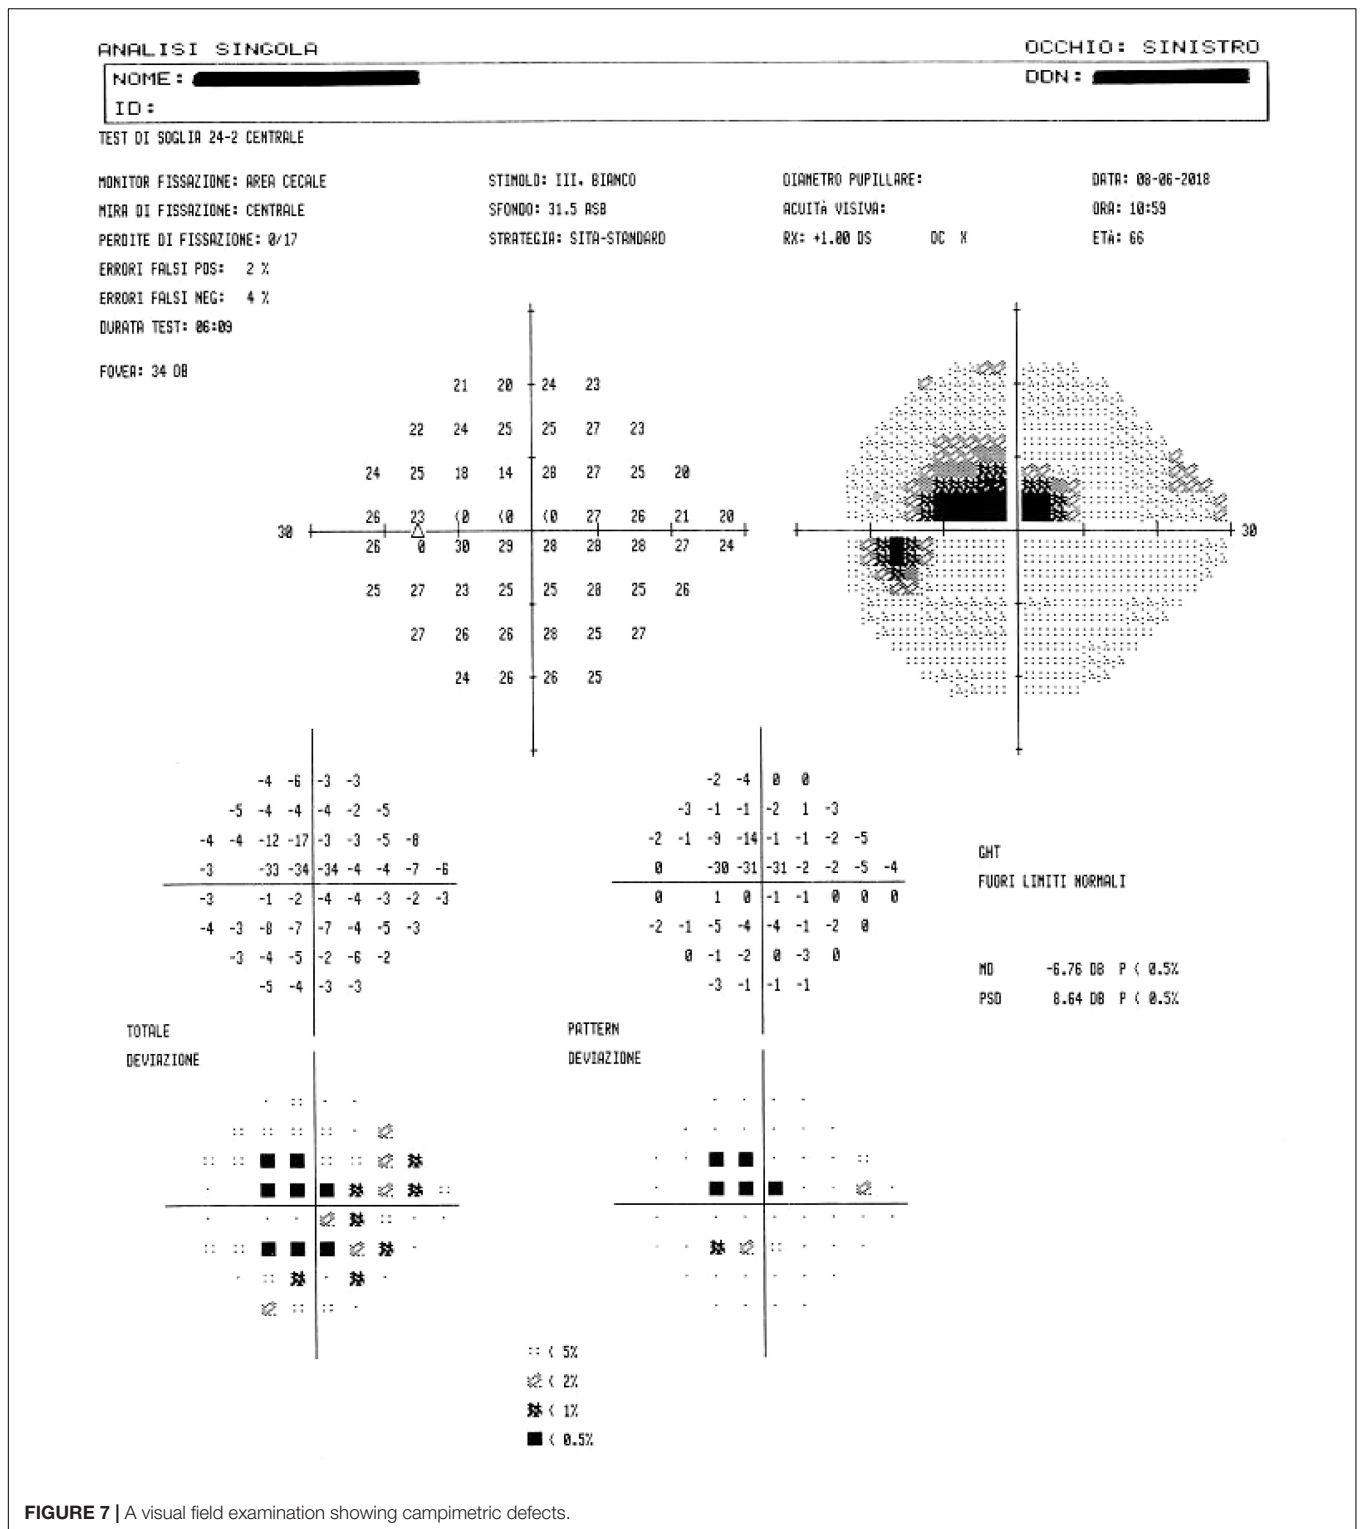 ANALISI SINGOLA OCCHIO: SINISTRO
NOME: DDN:
ID:
TEST DI SOGLIA 24-2 CENTRALE
MONITOR FISSAZIONE: AREA CECALE STIMOLO: III. BIANCO DIAMETRO PUPILLARE: DATA: 08-06-2018
MIRA DI FISSAZIONE: CENTRALE SFONDO: 31.5 ASB ACUITÀ VISIVA: ORA: 10:59
PERDITE DI FISSAZIONE: 0/17 STRATEGIA: SITA-STANDARD RX: +1.00 DS DC X ETÀ: 66
ERRORI FALSI POS: 2 %
ERRORI FALSI NEG: 4 %
DURATA TEST: 06:09
FOVEA: 34 DB
21 20 24 23
22 24 25 25 27 23
24 25 18 14 28 27 25 20
26 23 <0 <0 <0 27 26 21 20
30 30
26 0 30 29 28 28 28 27 24
25 27 23 25 25 28 25 26
27 26 26 28 25 27
24 26 26 25
-4 -6 -3 -3 -2 -4 0 0
-5 -4 -4 -4 -2 -5 -3 -1 -1 -2 1 -3
-4 -4 -12 -17 -3 -3 -5 -8 -2 -1 -9 -14 -1 -1 -2 -5
-3 -33 -34 -34 -4 -4 -7 -6 0 -30 -31 -31 -2 -2 -5 -4
-3 -1 -2 -4 -4 -3 -2 -3 0 1 0 -1 -1 0 0 0
-4 -3 -8 -7 -7 -4 -5 -3 -2 -1 -5 -4 -4 -1 -2 0
-3 -4 -5 -2 -6 -2 0 -1 -2 0 -3 0
-5 -4 -3 -3 -3 -1 -1 -1
GHT
FUORI LIMITI NORMALI
MD -6.76 DB P < 0.5%
PSD 8.64 DB P < 0.5%
TOTALE
DEVIAZIONE
PATTERN
DEVIAZIONE
< 5%
< 2%
< 1%
< 0.5%
FIGURE 7 | A visual field examination showing campimetric defects.